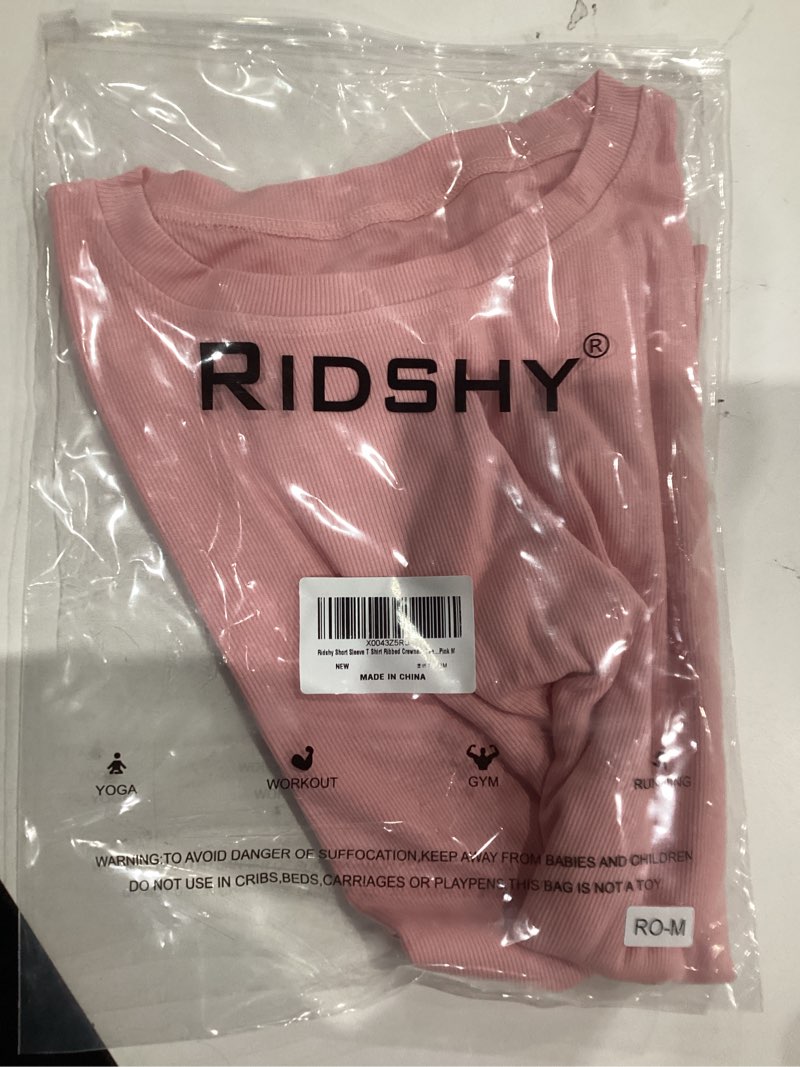 RIDSHY®
Ridshy Short Sleeve T Shirt Ribbed Pink M
NEW
MADE IN CHINA
YOGA
WORKOUT
GYM
RUNNING
WARNING:TO AVOID DANGER OF SUFFOCATION,KEEP AWAY FROM BABIES AND CHILDREN
DO NOT USE IN CRIBS,BEDS,CARRIAGES OR PLAYPENS THIS BAG IS NOT A TOY
RO-M